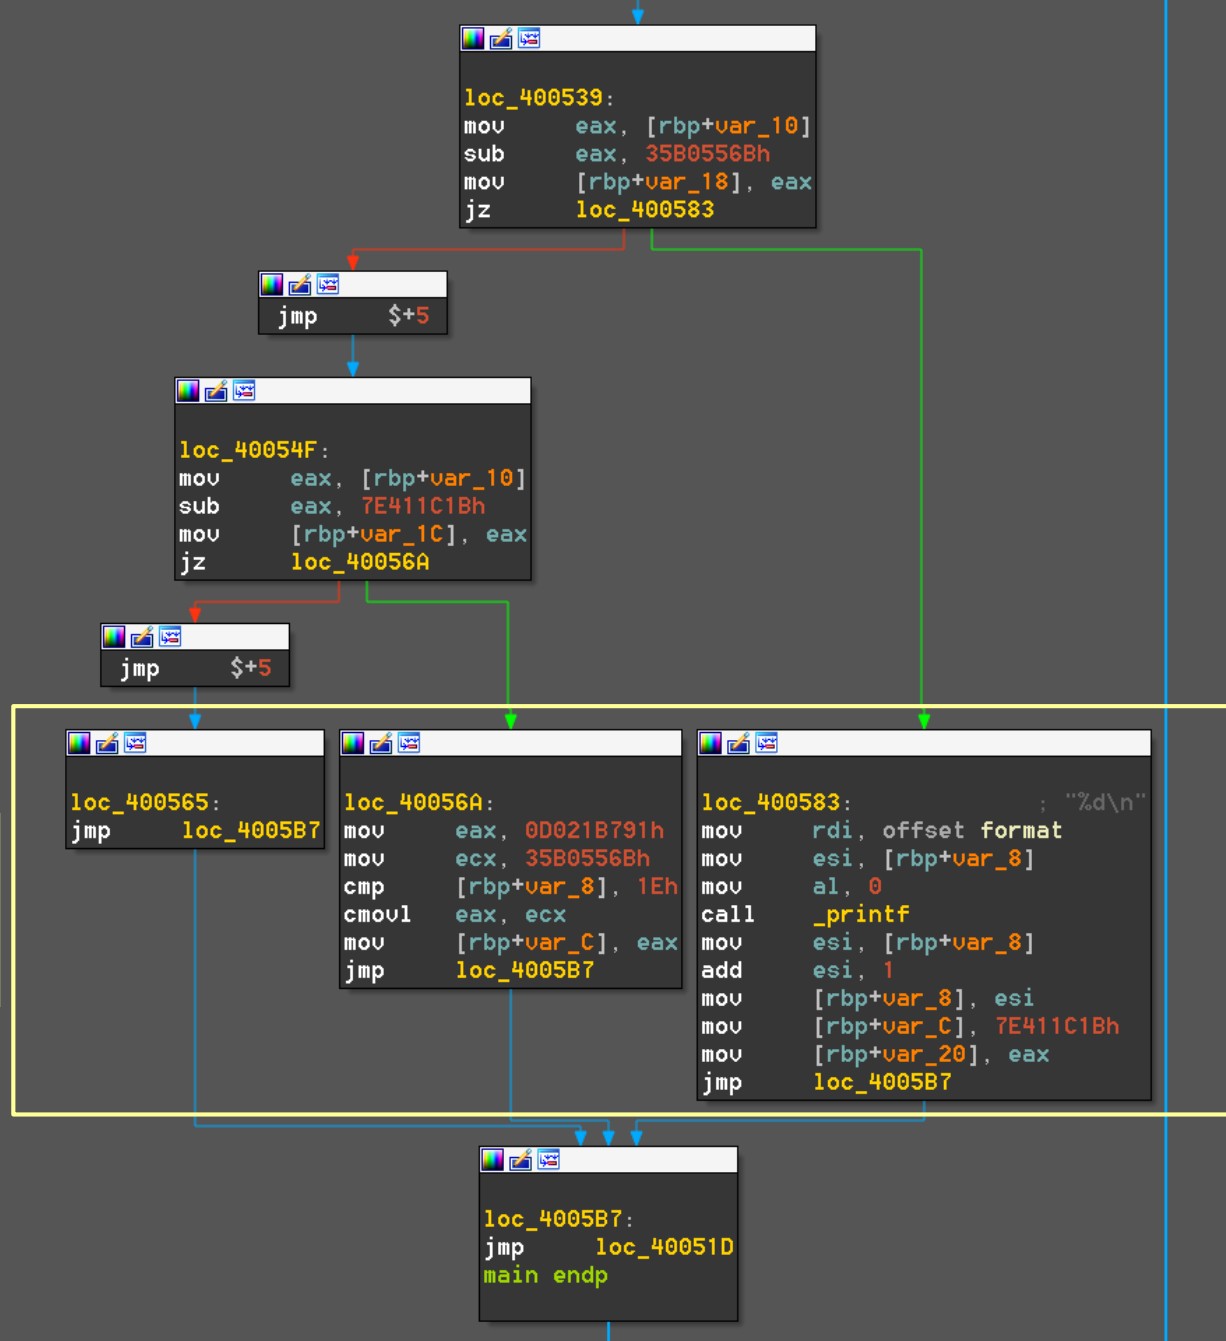 loc_400539:
mov eax, [rbp+var_10]
sub eax, 35B0556Bh
mov [rbp+var_18], eax
jz loc_400583
jmp $+5
loc_40054F:
mov eax, [rbp+var_10]
sub eax, 7E411C1Bh
mov [rbp+var_1C], eax
jz loc_40056A
jmp $+5
loc_400565:
jmp loc_4005B7
loc_40056A:
mov eax, 0D021B791h
mov ecx, 35B0556Bh
cmp [rbp+var_8], 1Eh
cmovl eax, ecx
mov [rbp+var_C], eax
jmp loc_4005B7
loc_400583: ; "%d\n"
mov rdi, offset format
mov esi, [rbp+var_8]
mov al, 0
call _printf
mov esi, [rbp+var_8]
add esi, 1
mov [rbp+var_8], esi
mov [rbp+var_C], 7E411C1Bh
mov [rbp+var_20], eax
jmp loc_4005B7
loc_4005B7:
jmp loc_40051D
main endp